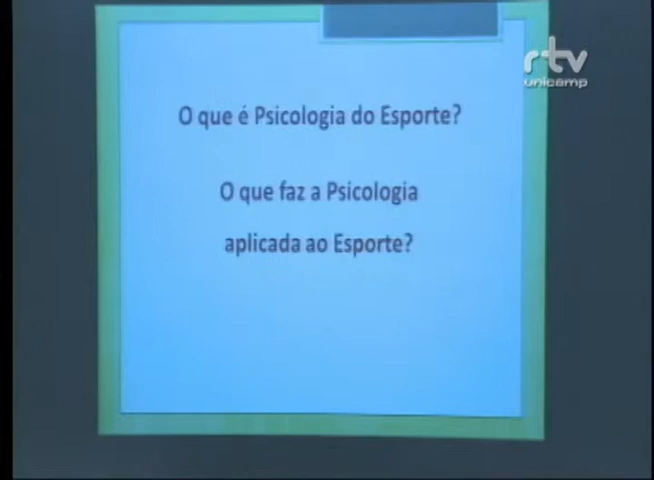 rtv
unicamp
O que é Psicologia do Esporte?
O que faz a Psicologia
aplicada ao Esporte?